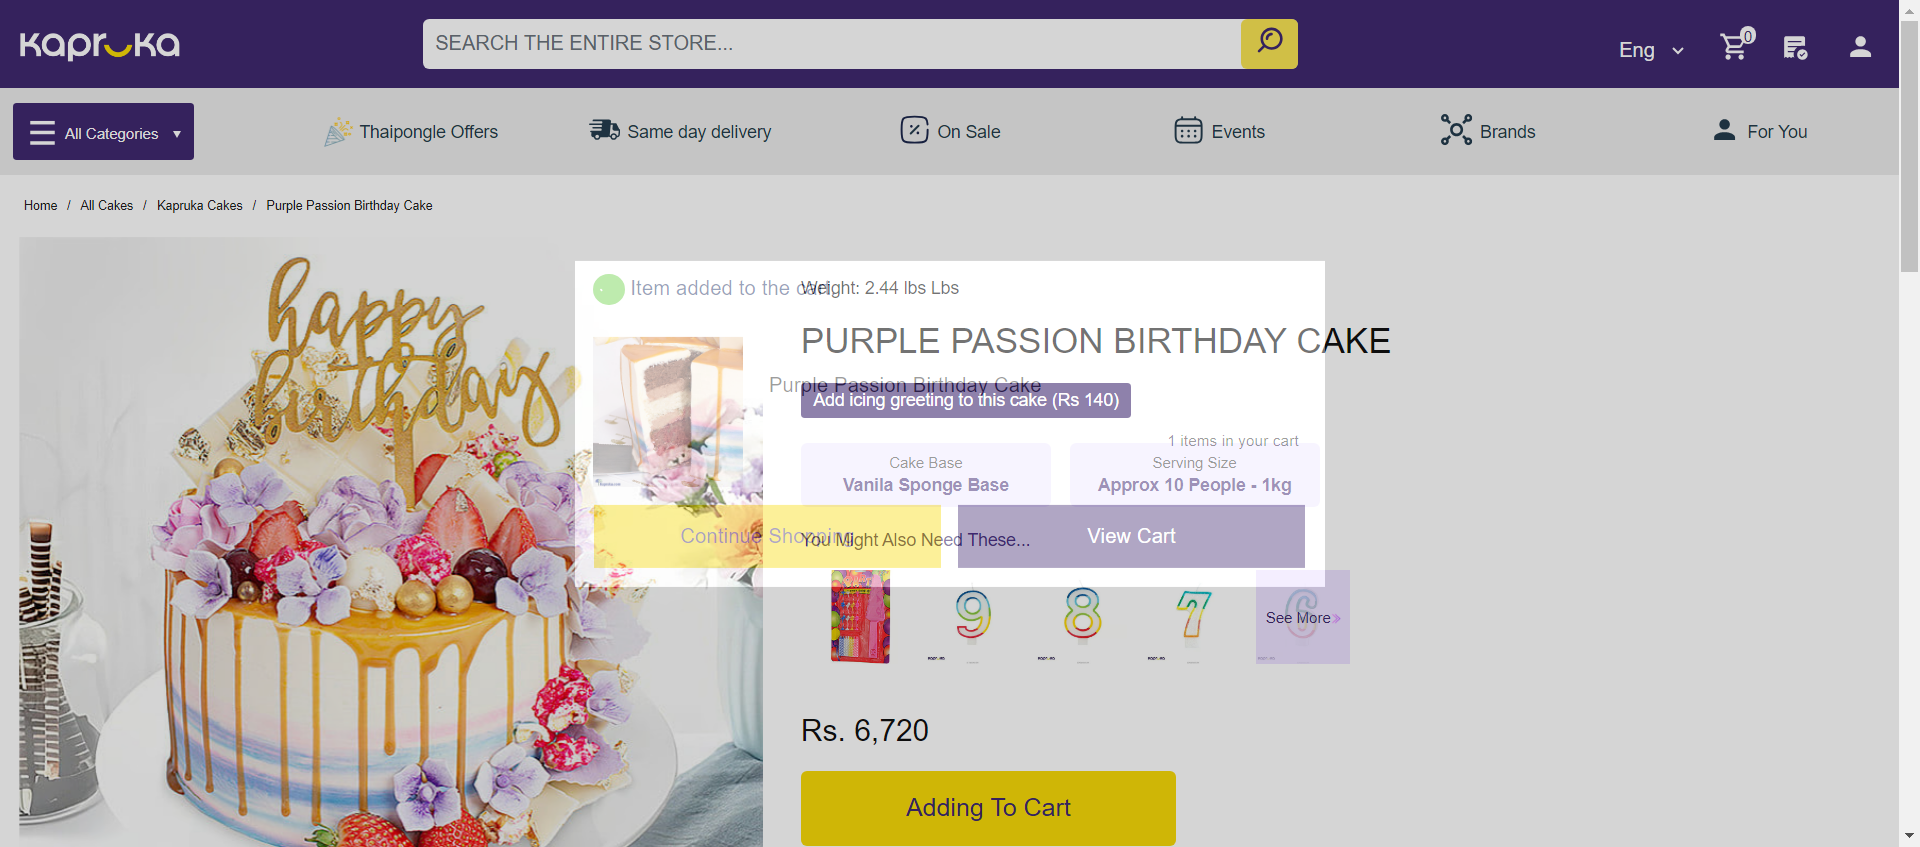 Kapruka
SEARCH THE ENTIRE STORE...
Eng
0
All Categories ▾
Thaipongle Offers
Same day delivery
On Sale
Events
Brands
For You
Home / All Cakes / Kapruka Cakes / Purple Passion Birthday Cake
happy
birthday
Item added to the cart.
Weight: 2.44 lbs Lbs
PURPLE PASSION BIRTHDAY CAKE
Purple Passion Birthday Cake
Add icing greeting to this cake (Rs 140)
1 items in your cart
Cake Base
Vanila Sponge Base
Serving Size
Approx 10 People - 1kg
Continue Shopping
View Cart
You Might Also Need These...
9
8
7
6
See More»
Rs. 6,720
Adding To Cart